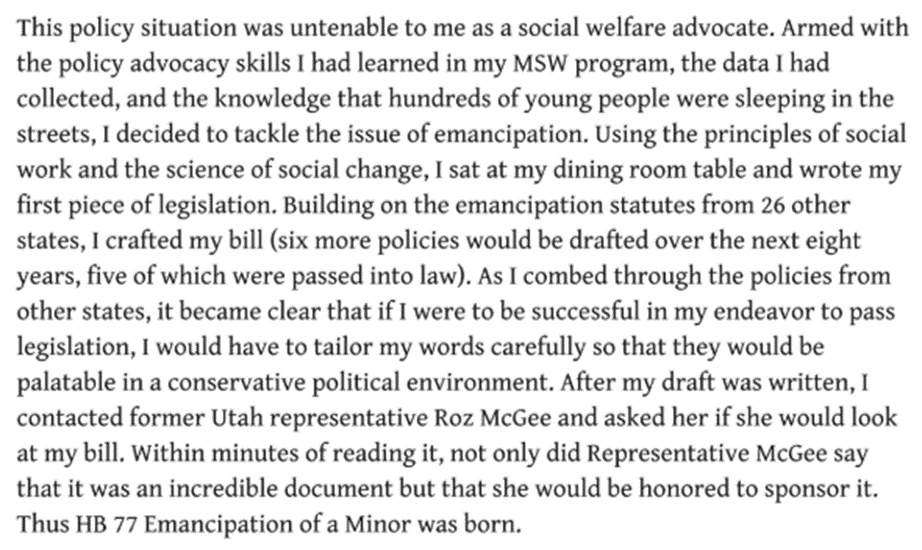 This policy situation was untenable to me as a social welfare advocate. Armed with
the policy advocacy skills I had learned in my MSW program, the data I had
collected, and the knowledge that hundreds of young people were sleeping in the
streets, I decided to tackle the issue of emancipation. Using the principles of social
work and the science of social change, I sat at my dining room table and wrote my
first piece of legislation. Building on the emancipation statutes from 26 other
states, I crafted my bill (six more policies would be drafted over the next eight
years, five of which were passed into law). As I combed through the policies from
other states, it became clear that if I were to be successful in my endeavor to pass
legislation, I would have to tailor my words carefully so that they would be
palatable in a conservative political environment. After my draft was written, I
contacted former Utah representative Roz McGee and asked her if she would look
at my bill. Within minutes of reading it, not only did Representative McGee say
that it was an incredible document but that she would be honored to sponsor it.
Thus HB 77 Emancipation of a Minor was born.